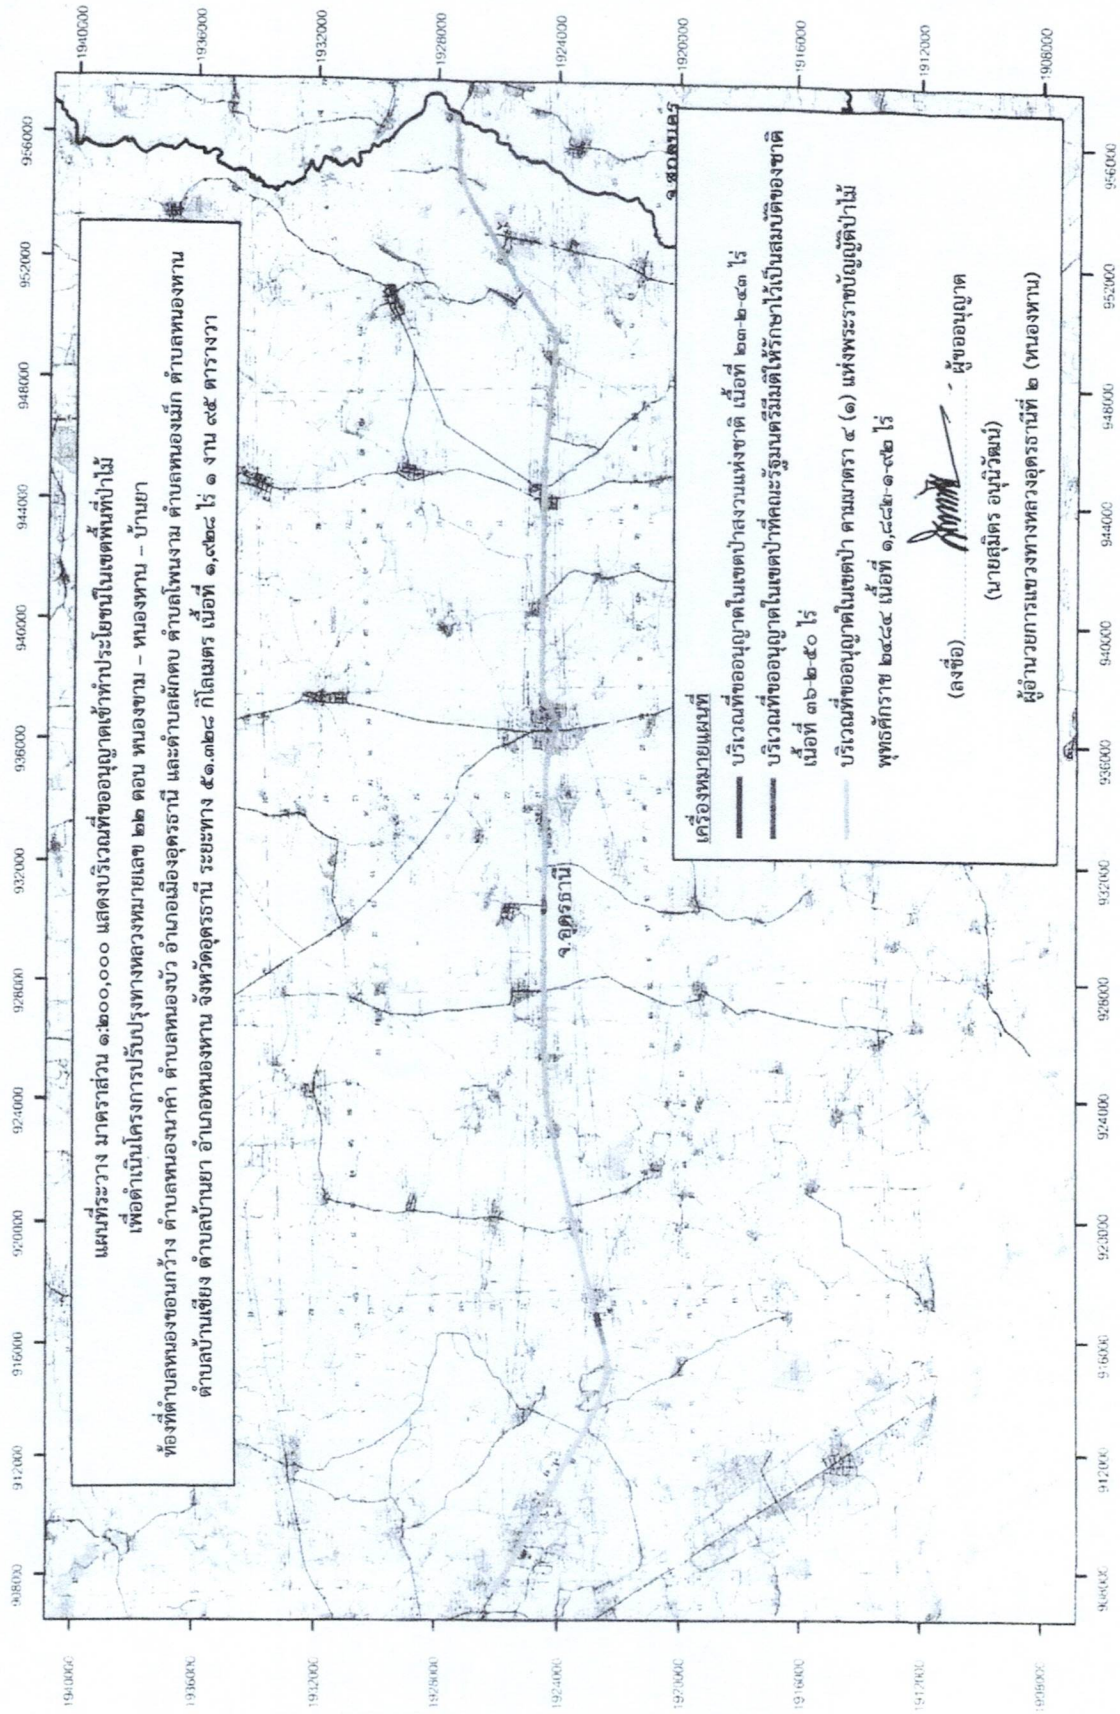 แผนที่ระวาง มาตราส่วน ๑:๒๐๐,๐๐๐ แสดงบริเวณที่ขออนุญาตเข้าทำประโยชน์ในเขตพื้นที่ป่าไม้
เพื่อดำเนินโครงการปรับปรุงทางหลวงหมายเลข ๒๒ ตอน หนองขาม – หนองหาน – บ้านยา
ท้องที่ตำบลหนองขอนกว้าง ตำบลหนองนาคำ ตำบลหนองบัว อำเภอเมืองอุดรธานี และตำบลผักตบ ตำบลโพนงาม ตำบลหนองเม็ก ตำบลหนองหาน
ตำบลบ้านเชียง ตำบลบ้านยา อำเภอหนองหาน จังหวัดอุดรธานี ระยะทาง ๕๑.๓๒๘ กิโลเมตร เนื้อที่ ๑,๙๒๘ ไร่ ๑ งาน ๙๕ ตารางวา
908000
912000
916000
920000
924000
928000
932000
936000
940000
944000
948000
952000
956000
1940000
1936000
1932000
1928000
1924000
1920000
1916000
1912000
1908000
1940000
1936000
1932000
1928000
1924000
1920000
1916000
1912000
1908000
จ.อุดรธานี
จ.สกลนคร
เครื่องหมายแผนที่
บริเวณที่ขออนุญาตในเขตป่าสงวนแห่งชาติ เนื้อที่ ๒๓-๒-๔๓ ไร่
บริเวณที่ขออนุญาตในเขตป่าที่คณะรัฐมนตรีมีมติให้รักษาไว้เป็นสมบัติของชาติ
เนื้อที่ ๓๖-๒-๕๐ ไร่
บริเวณที่ขออนุญาตในเขตป่า ตามมาตรา ๔ (๑) แห่งพระราชบัญญัติป่าไม้
พุทธศักราช ๒๔๘๔ เนื้อที่ ๑,๘๘๒-๑-๙๒ ไร่
(ลงชื่อ) ผู้ขออนุญาต
(นายสุมิตร อนุนิวัฒน์)
ผู้อำนวยการแขวงทางหลวงอุดรธานีที่ ๒ (หนองหาน)
908000
912000
916000
920000
924000
928000
932000
936000
940000
944000
948000
952000
956000